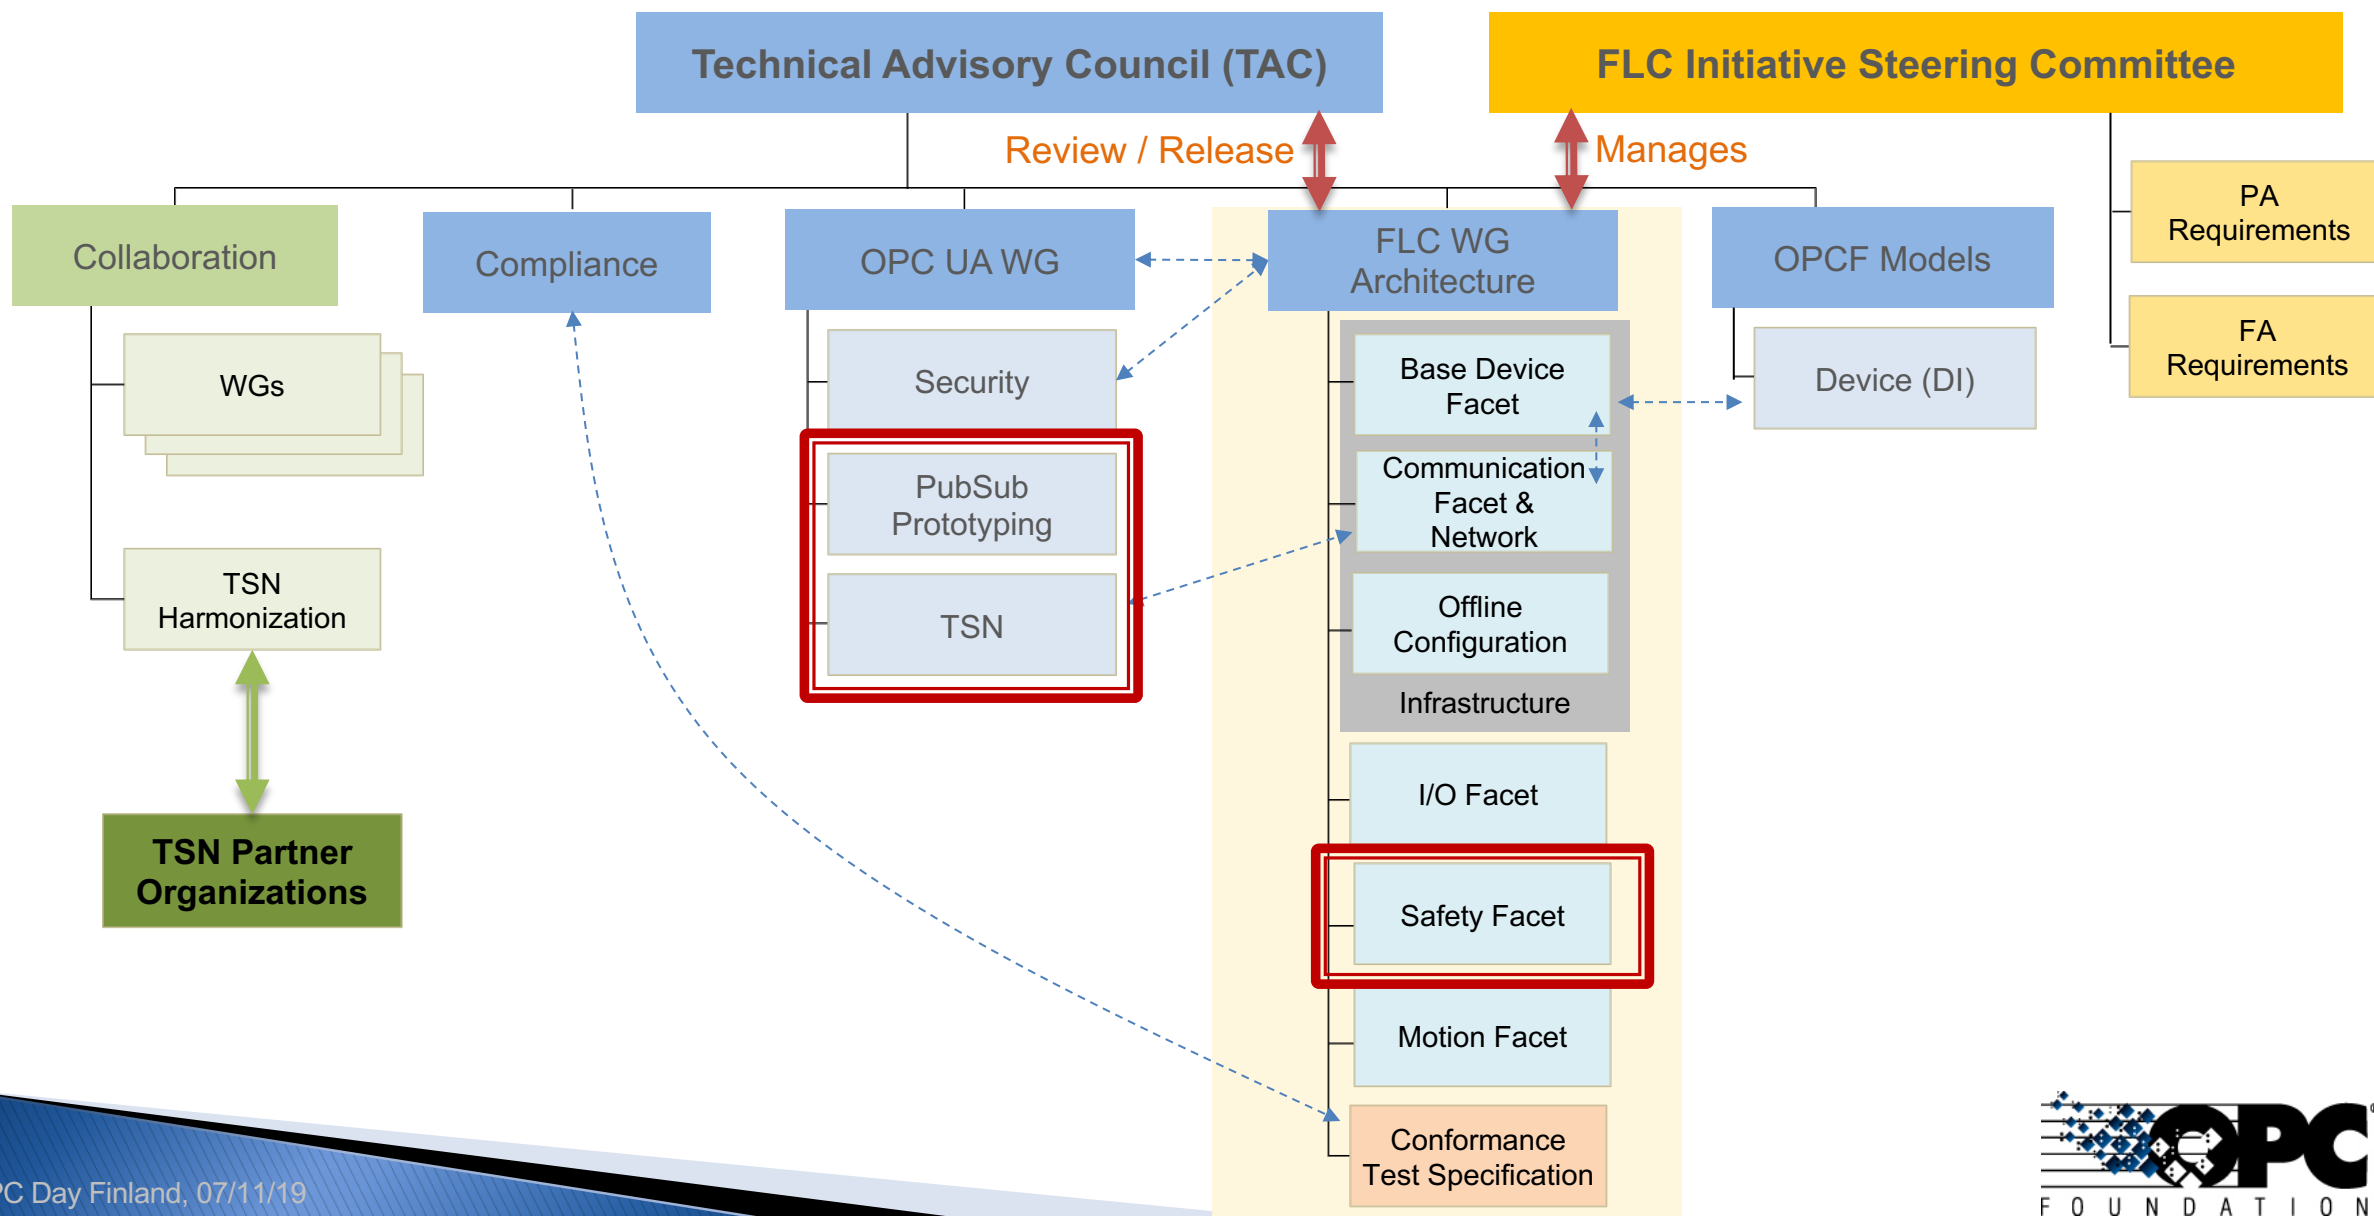 Technical Advisory Council (TAC)
FLC Initiative Steering Committee
Review / Release
Manages
Collaboration
Compliance
OPC UA WG
FLC WG
Architecture
OPCF Models
PA
Requirements
FA
Requirements
WGs
TSN
Harmonization
TSN Partner
Organizations
Security
PubSub
Prototyping
TSN
Base Device
Facet
Communication
Facet &
Network
Offline
Configuration
Infrastructure
I/O Facet
Safety Facet
Motion Facet
Conformance
Test Specification
Device (DI)
PC Day Finland, 07/11/19
OPC
FOUNDATION